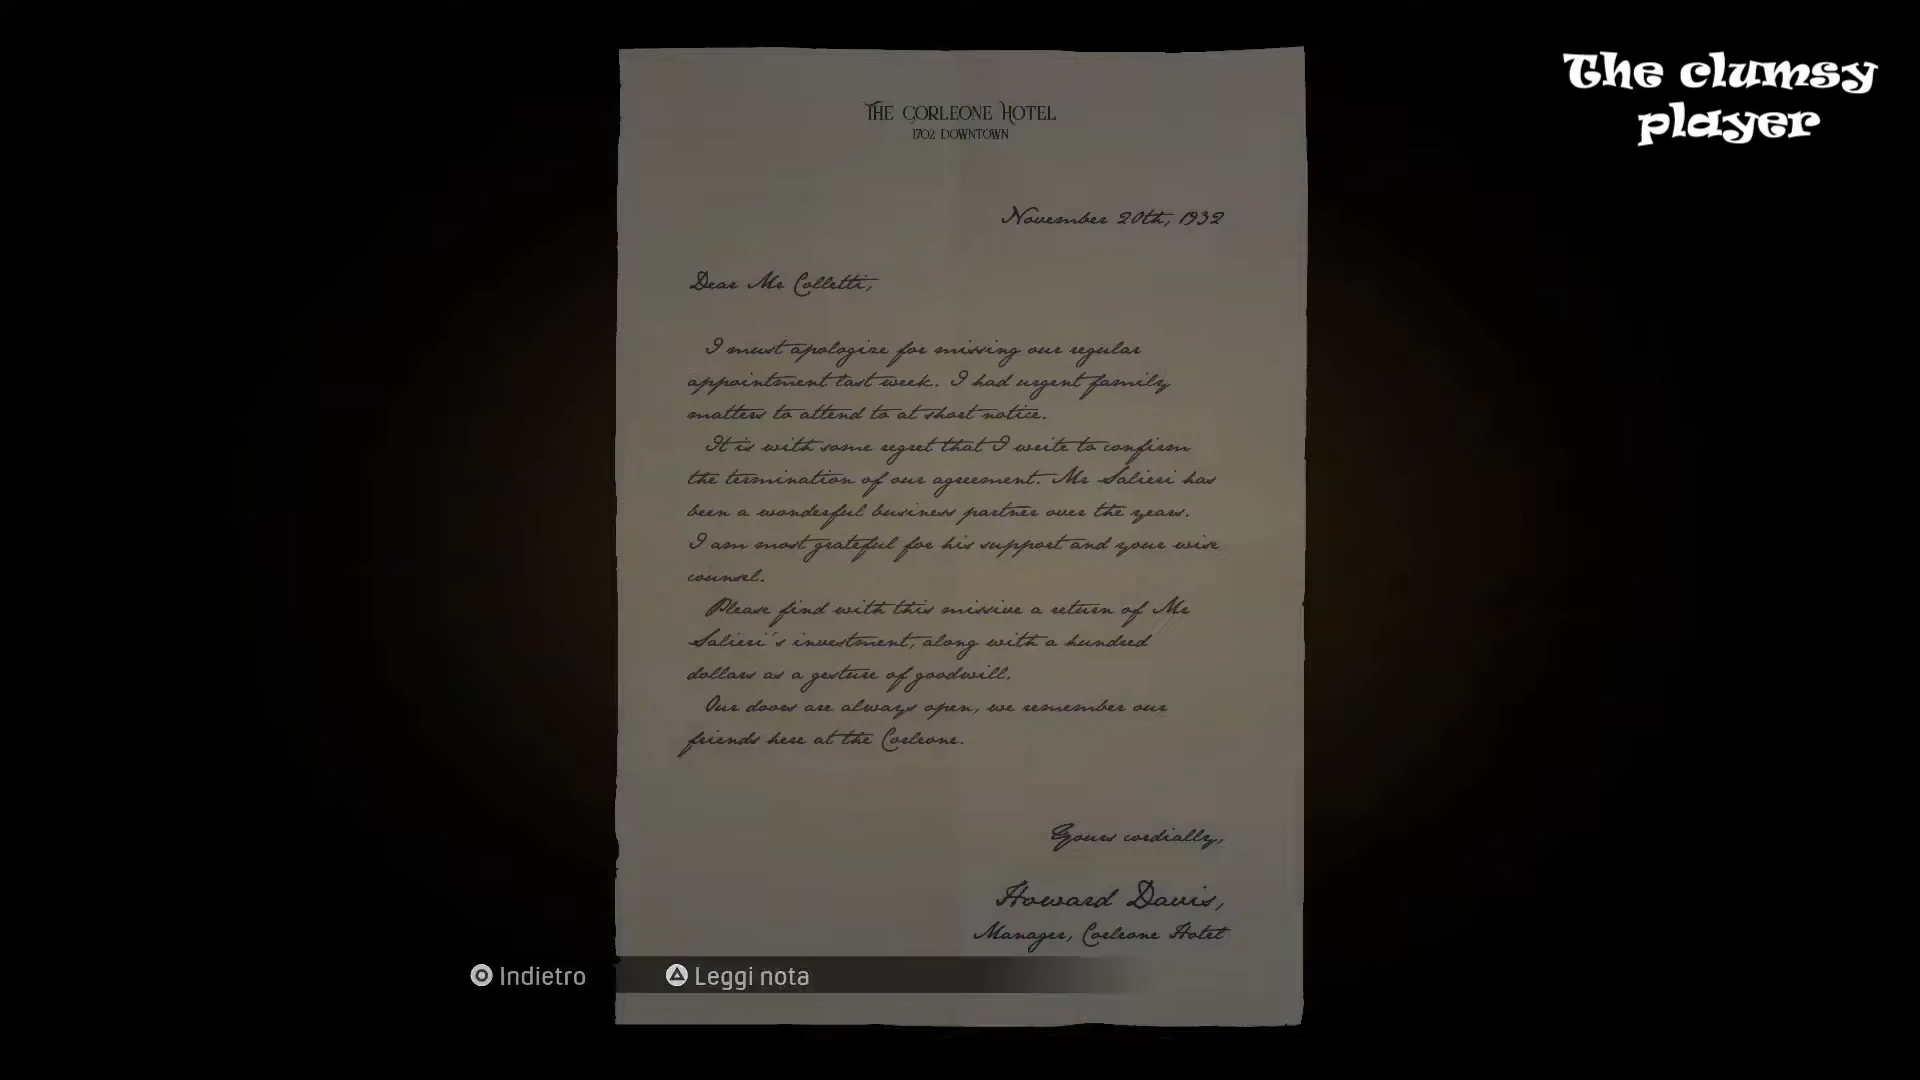 The clumsy
player
THE CORLEONE HOTEL
1702 DOWNTOWN
November 20th, 1932
Dear Mr Colletti,
I must apologize for missing our regular
appointment last week. I had urgent family
matters to attend to at short notice.
It is with some regret that I write to confirm
the termination of our agreement. Mr Salieri has
been a wonderful business partner over the years.
I am most grateful for his support and your wise
counsel.
Please find with this missive a return of Mr
Salieri's investment, along with a hundred
dollars as a gesture of goodwill.
Our doors are always open, we remember our
friends here at the Corleone.
Yours cordially,
Howard Davis,
Manager, Corleone Hotel
Indietro
Leggi nota